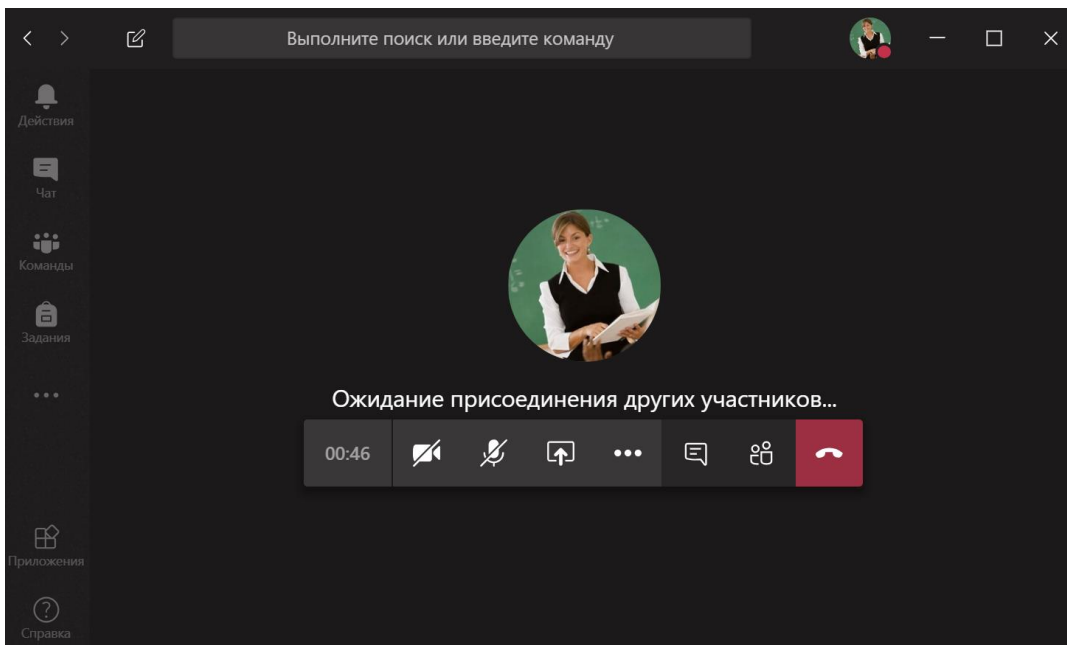 Выполните поиск или введите команду
Действия
Чат
Команды
Задания
Ожидание присоединения других участников...
00:46
Приложения
Справка